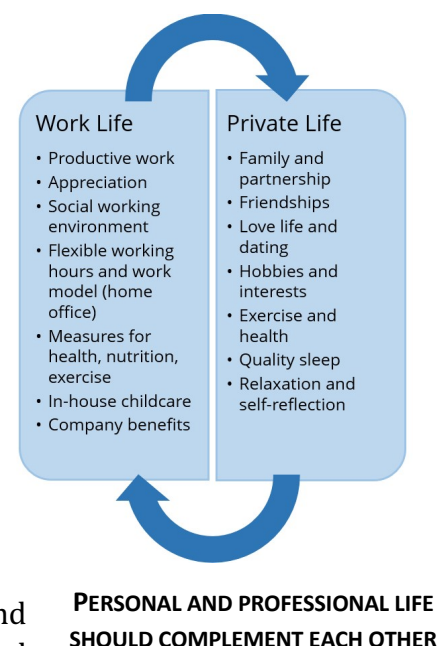 Work Life
• Productive work
• Appreciation
• Social working
environment
• Flexible working
hours and work
model (home
office)
• Measures for
health, nutrition,
exercise
• In-house childcare
• Company benefits
Private Life
• Family and
partnership
• Friendships
• Love life and
dating
• Hobbies and
interests
• Exercise and
health
• Quality sleep
• Relaxation and
self-reflection
PERSONAL AND PROFESSIONAL LIFE
SHOULD COMPLEMENT EACH OTHER